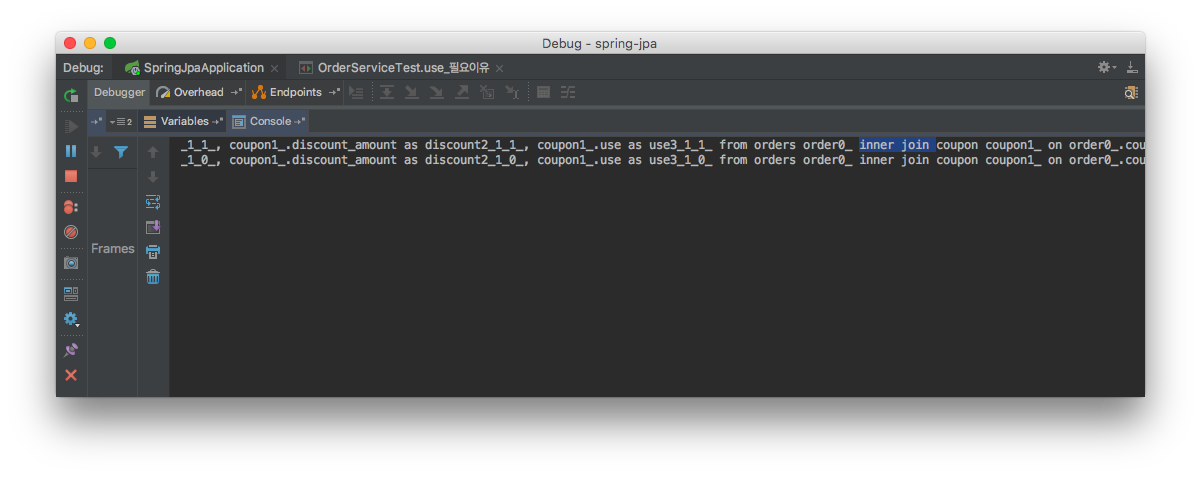 Debug - spring-jpa
Debug: SpringJpaApplication OrderServiceTest.use_필요이유
Debugger Overhead Endpoints
2 Variables Console
_1_1_, coupon1_.discount_amount as discount2_1_1_, coupon1_.use as use3_1_1_ from orders order0_ inner join coupon coupon1_ on order0_.cou
_1_0_, coupon1_.discount_amount as discount2_1_0_, coupon1_.use as use3_1_0_ from orders order0_ inner join coupon coupon1_ on order0_.cou
Frames